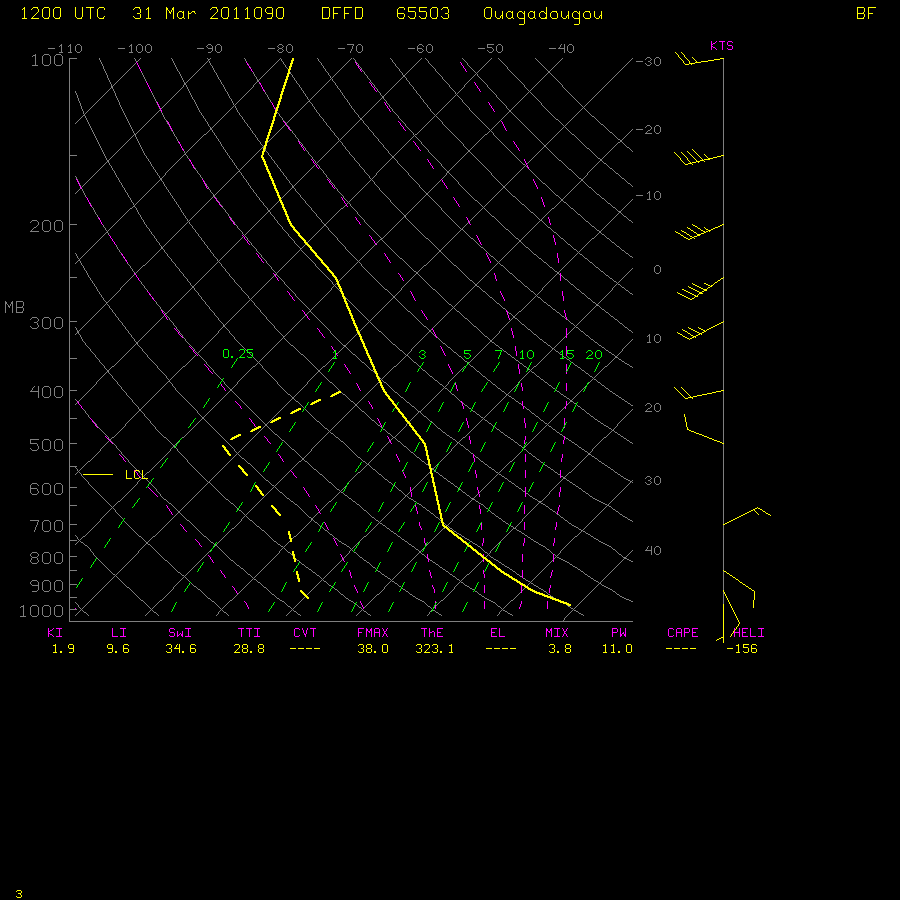 1200 UTC 31 Mar 2011090 DFFD 65503 Ouagadougou BF
-110 -100 -90 -80 -70 -60 -50 -40
KTS
100
-30
-20
-10
200
0
MB
300
10
0.25 1 3 5 7 10 15 20
400
20
500
LCL
30
600
700
40
800
900
1000
KI LI SWI TTI CVT FMAX ThE EL MIX PW CAPE HELI
1.9 9.6 34.6 28.8 ---- 38.0 323.1 ---- 3.8 11.0 ---- -156
3